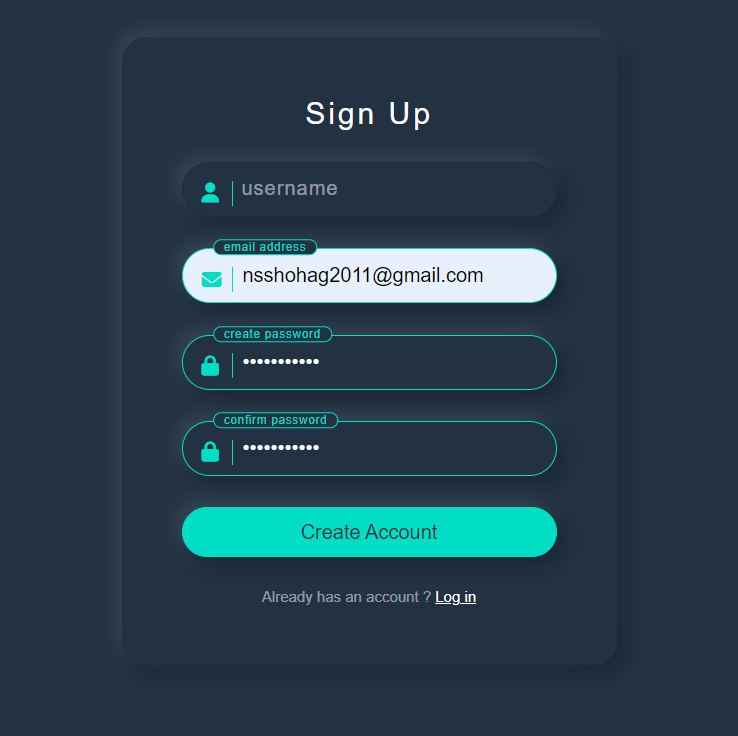 Sign Up
username
email address
nsshohag2011@gmail.com
create password
•••••••••••
confirm password
•••••••••••
Create Account
Already has an account ? Log in